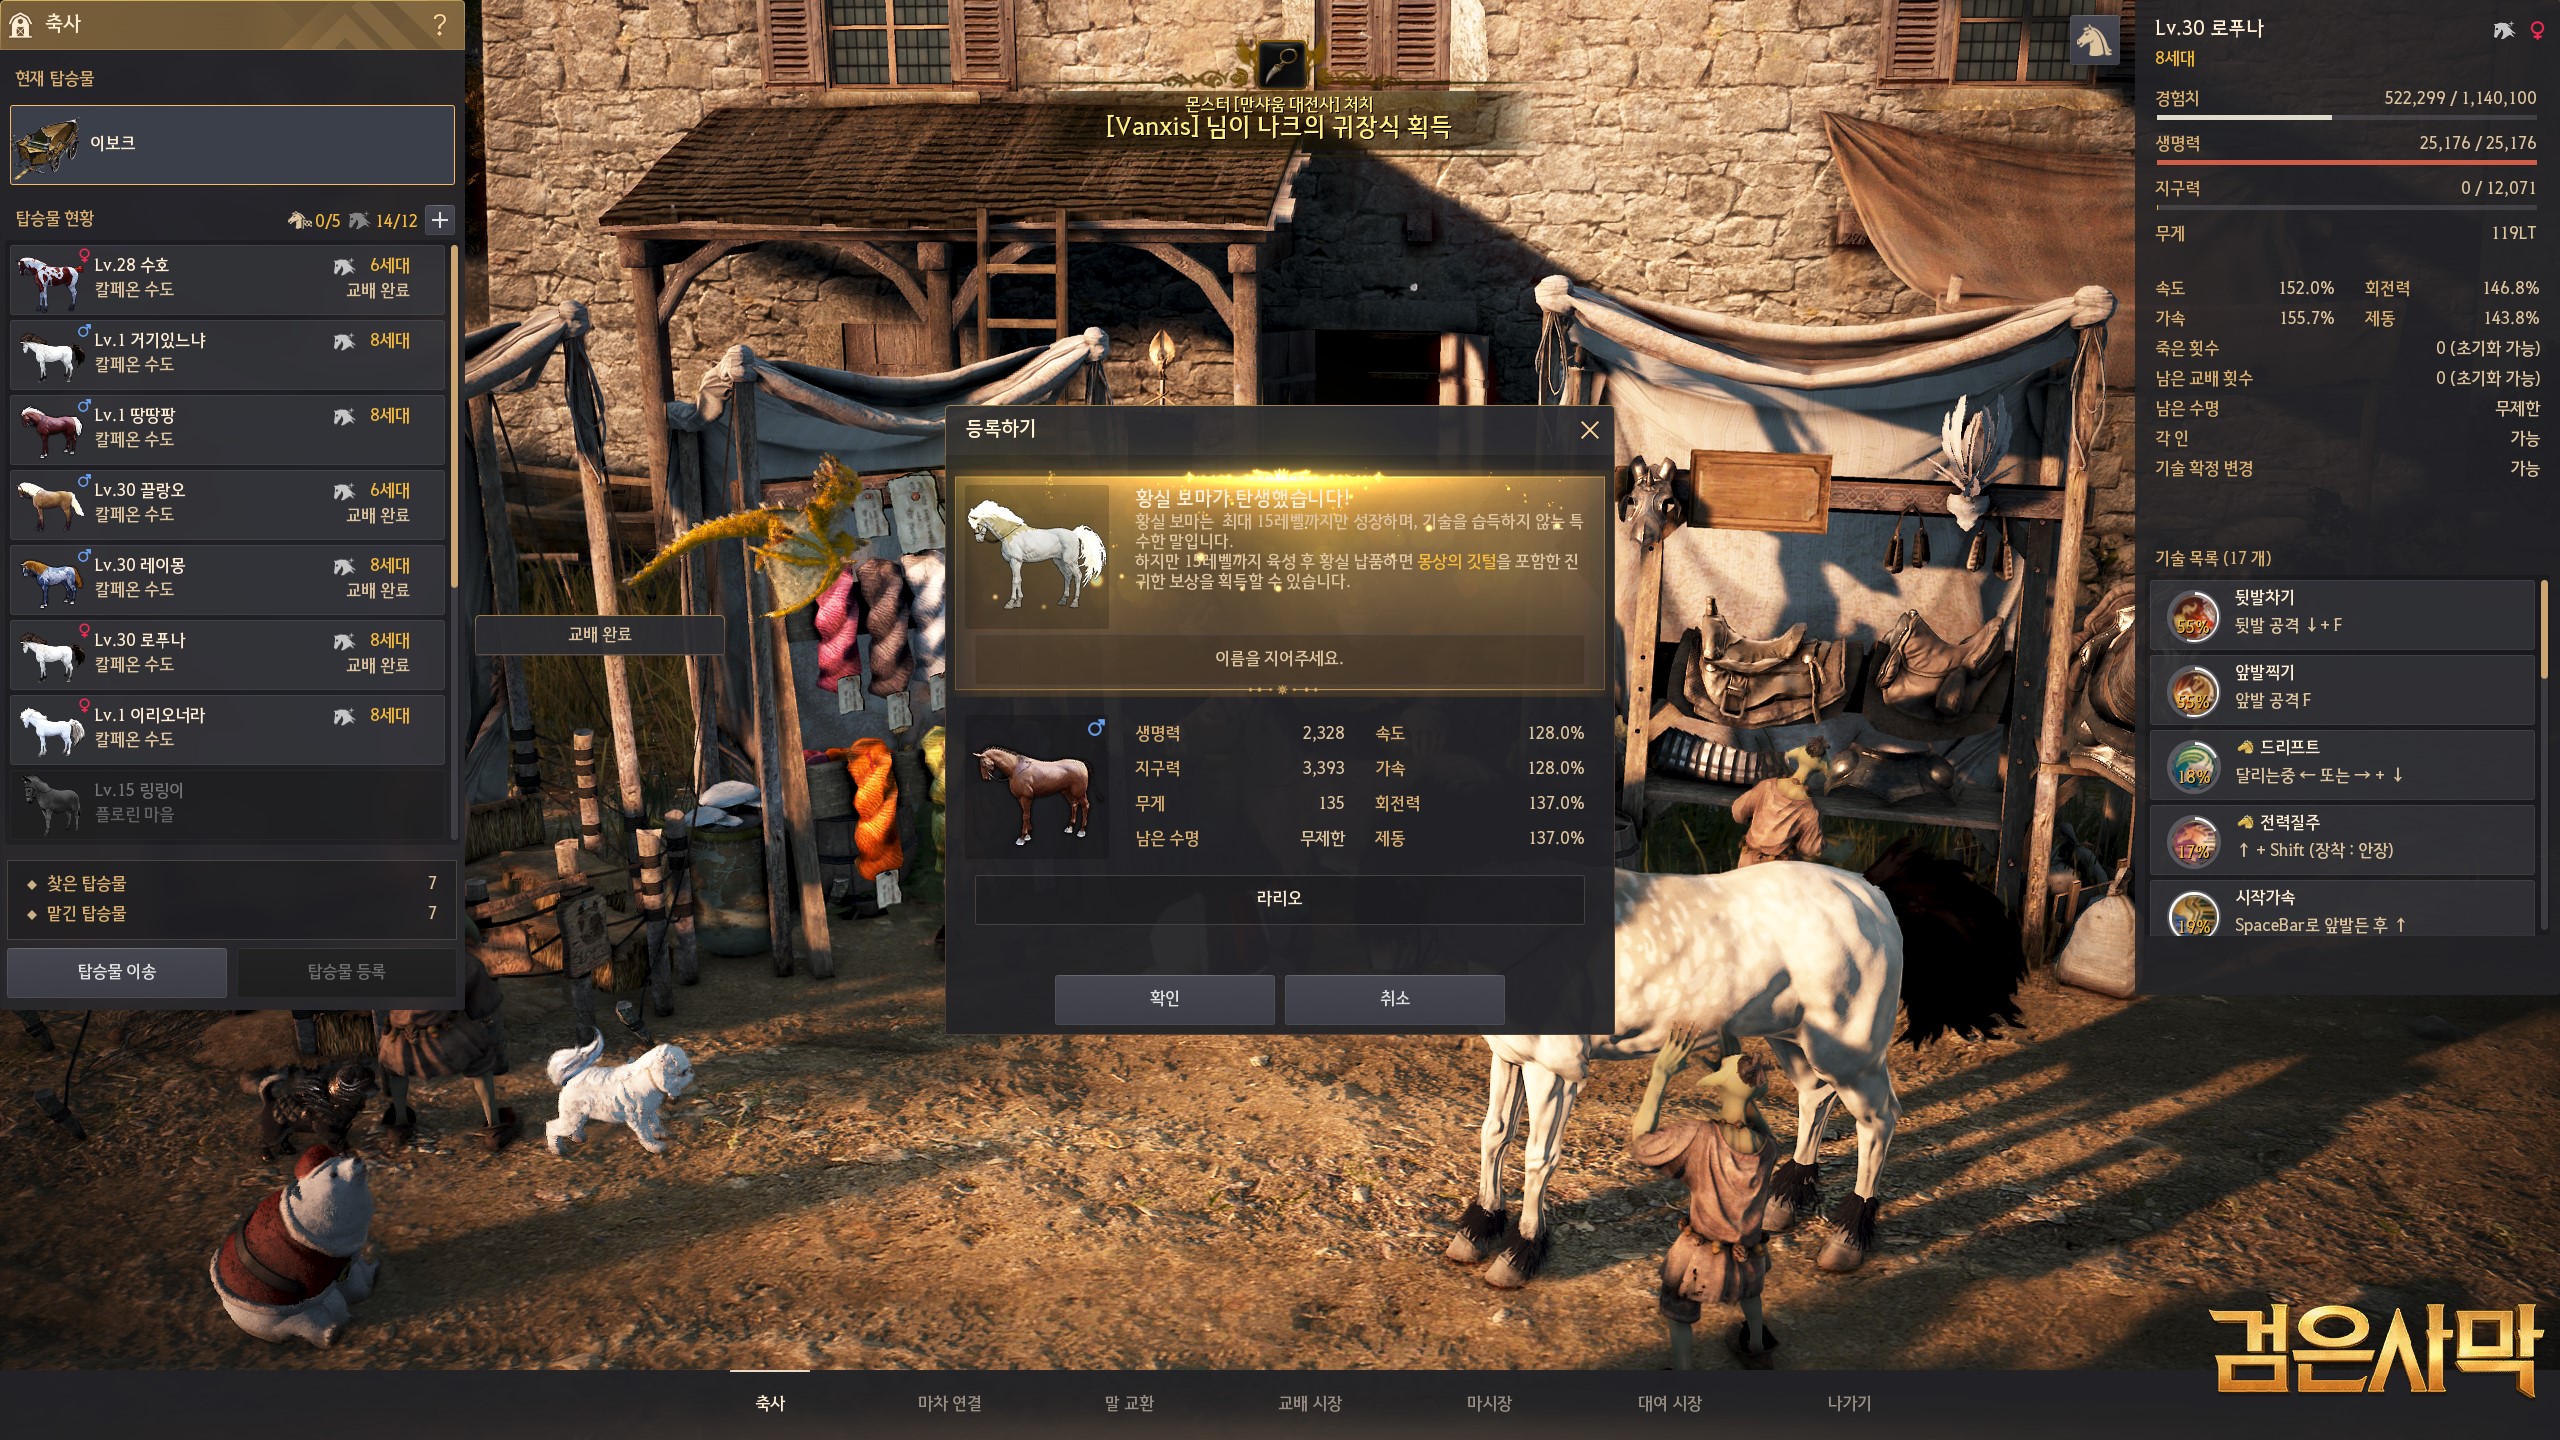 축사
?
현재 탑승물
이보크
탑승물 현황 0/5 14/12 +
Lv.28 수호 6세대
칼페온 수도 교배 완료
Lv.1 거기있느냐 8세대
칼페온 수도
Lv.1 땅땅팡 8세대
칼페온 수도
Lv.30 끌랑오 6세대
칼페온 수도 교배 완료
Lv.30 레이몽 8세대
칼페온 수도 교배 완료
Lv.30 로푸나 8세대
칼페온 수도 교배 완료
Lv.1 이리오너라 8세대
칼페온 수도
Lv.15 링링이
플로린 마을
찾은 탑승물 7
맡긴 탑승물 7
탑승물 이송
탑승물 등록
교배 완료
몬스터 [만샤움 대전사] 처치
[Vanxis] 님이 나크의 귀장식 획득
등록하기
황실 보마가 탄생했습니다!
황실 보마는 최대 15레벨까지만 성장하며, 기술을 습득하지 않는 특
수한 말입니다.
하지만 15레벨까지 육성 후 황실 납품하면 몽상의 깃털을 포함한 진
귀한 보상을 획득할 수 있습니다.
이름을 지어주세요.
생명력 2,328 속도 128.0%
지구력 3,393 가속 128.0%
무게 135 회전력 137.0%
남은 수명 무제한 제동 137.0%
라리오
확인
취소
Lv.30 로푸나
8세대
경험치 522,299 / 1,140,100
생명력 25,176 / 25,176
지구력 0 / 12,071
무게 119LT
속도 152.0% 회전력 146.8%
가속 155.7% 제동 143.8%
죽은 횟수 0 (초기화 가능)
남은 교배 횟수 0 (초기화 가능)
남은 수명 무제한
각인 가능
기술 확정 변경 가능
기술 목록 (17 개)
뒷발차기
55% 뒷발 공격 ↓+ F
앞발찍기
55% 앞발 공격 F
드리프트
18% 달리는중 ← 또는 → + ↓
전력질주
17% ↑ + Shift (장착 : 안장)
시작가속
19% SpaceBar로 앞발든 후 ↑
검은사막
축사
마차 연결
말 교환
교배 시장
마시장
대여 시장
나가기